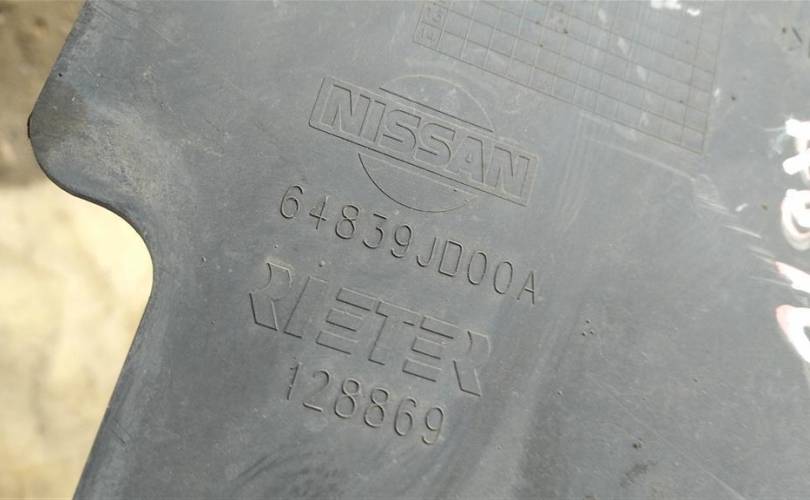 NISSAN
64839JD00A
RIETER
128869